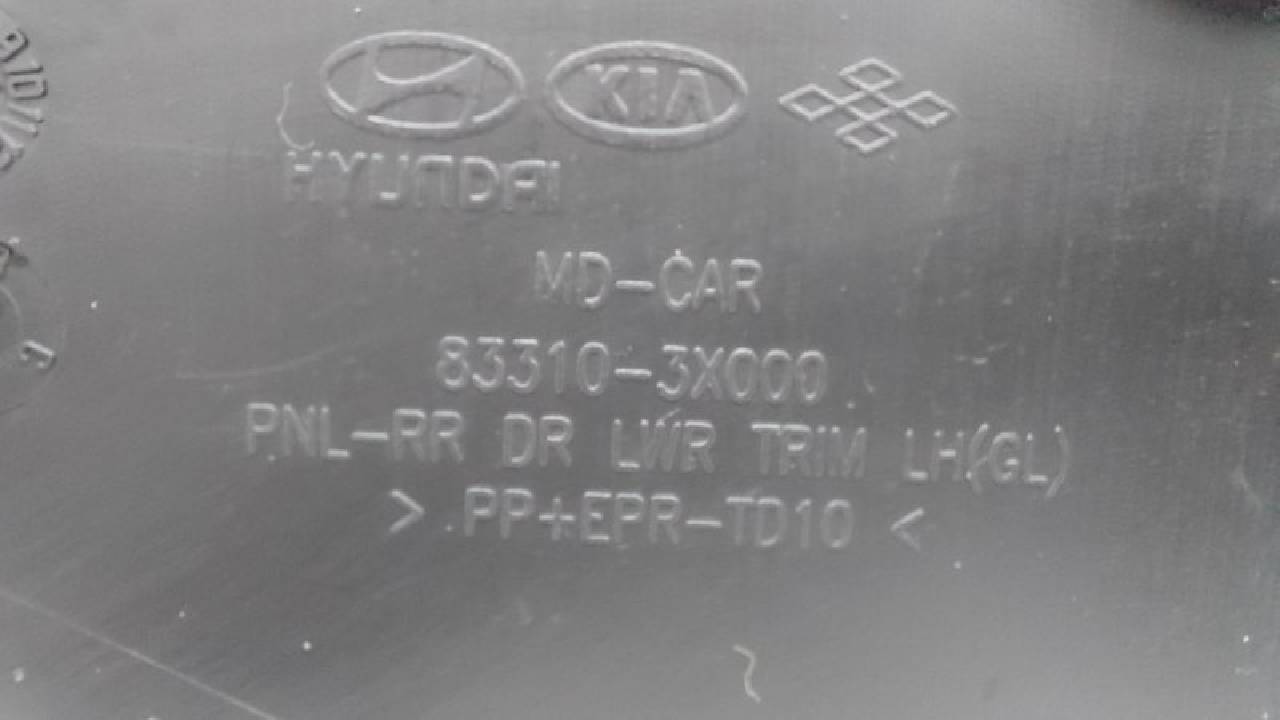 KIA
HYUNDAI
MD-CAR
83310-3X000
PNL-RR DR LWR TRIM LH(GL)
> PP+EPR-TD10 <